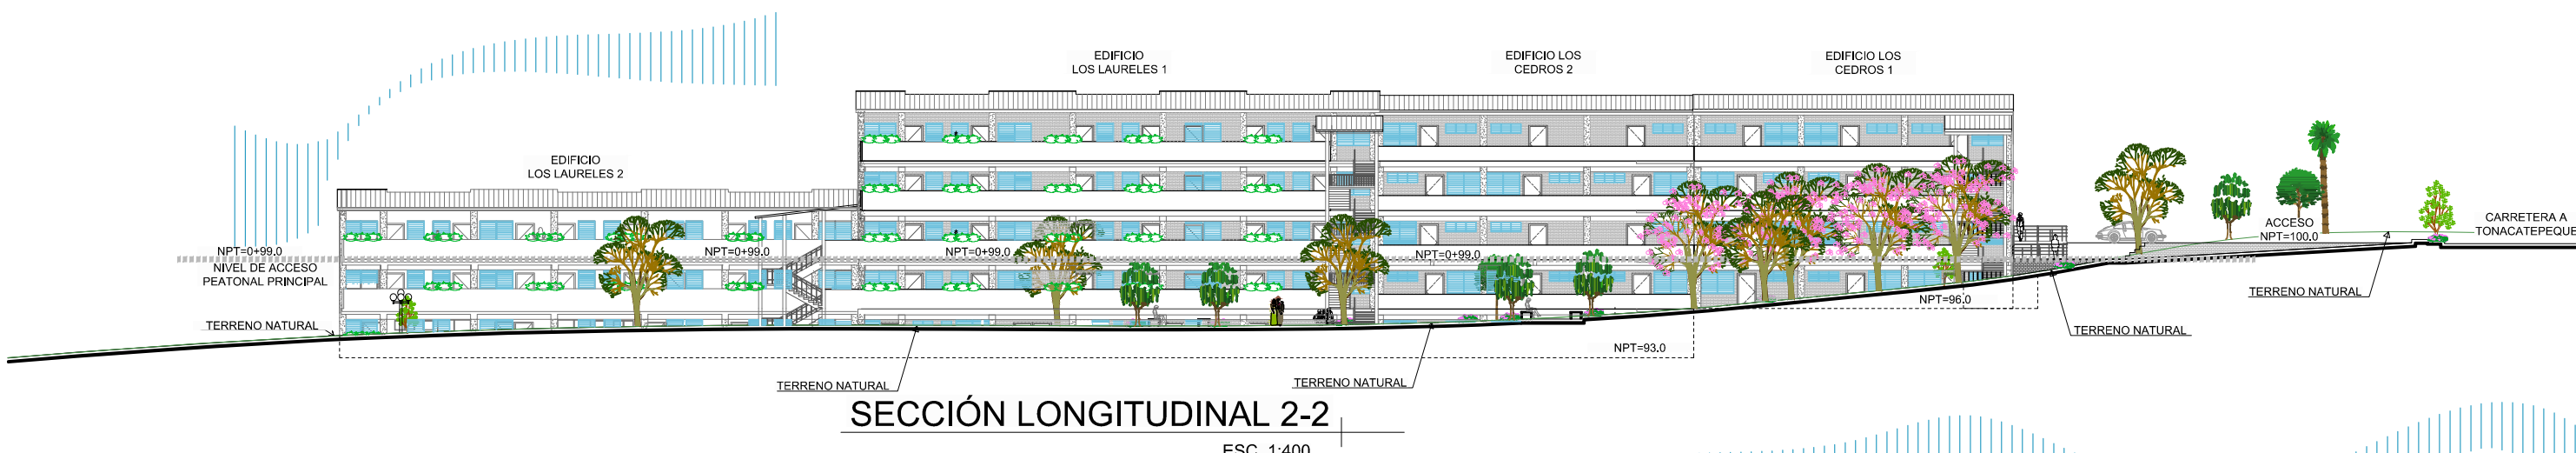 EDIFICIO
LOS LAURELES 1
EDIFICIO LOS
CEDROS 2
EDIFICIO LOS
CEDROS 1
EDIFICIO
LOS LAURELES 2
NPT=0+99.0
NPT=0+99.0
NPT=0+99.0
NPT=0+99.0
NIVEL DE ACCESO
PEATONAL PRINCIPAL
ACCESO
NPT=100.0
CARRETERA A
TONACATEPEQUE
TERRENO NATURAL
NPT=96.0
TERRENO NATURAL
TERRENO NATURAL
NPT=93.0
TERRENO NATURAL
TERRENO NATURAL
SECCIÓN LONGITUDINAL 2-2
ESC. 1:400